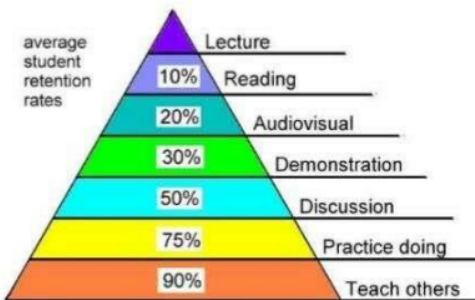 average
student
retention
rates
Lecture
10%
Reading
20%
Audiovisual
30%
Demonstration
50%
Discussion
75%
Practice doing
90%
Teach others